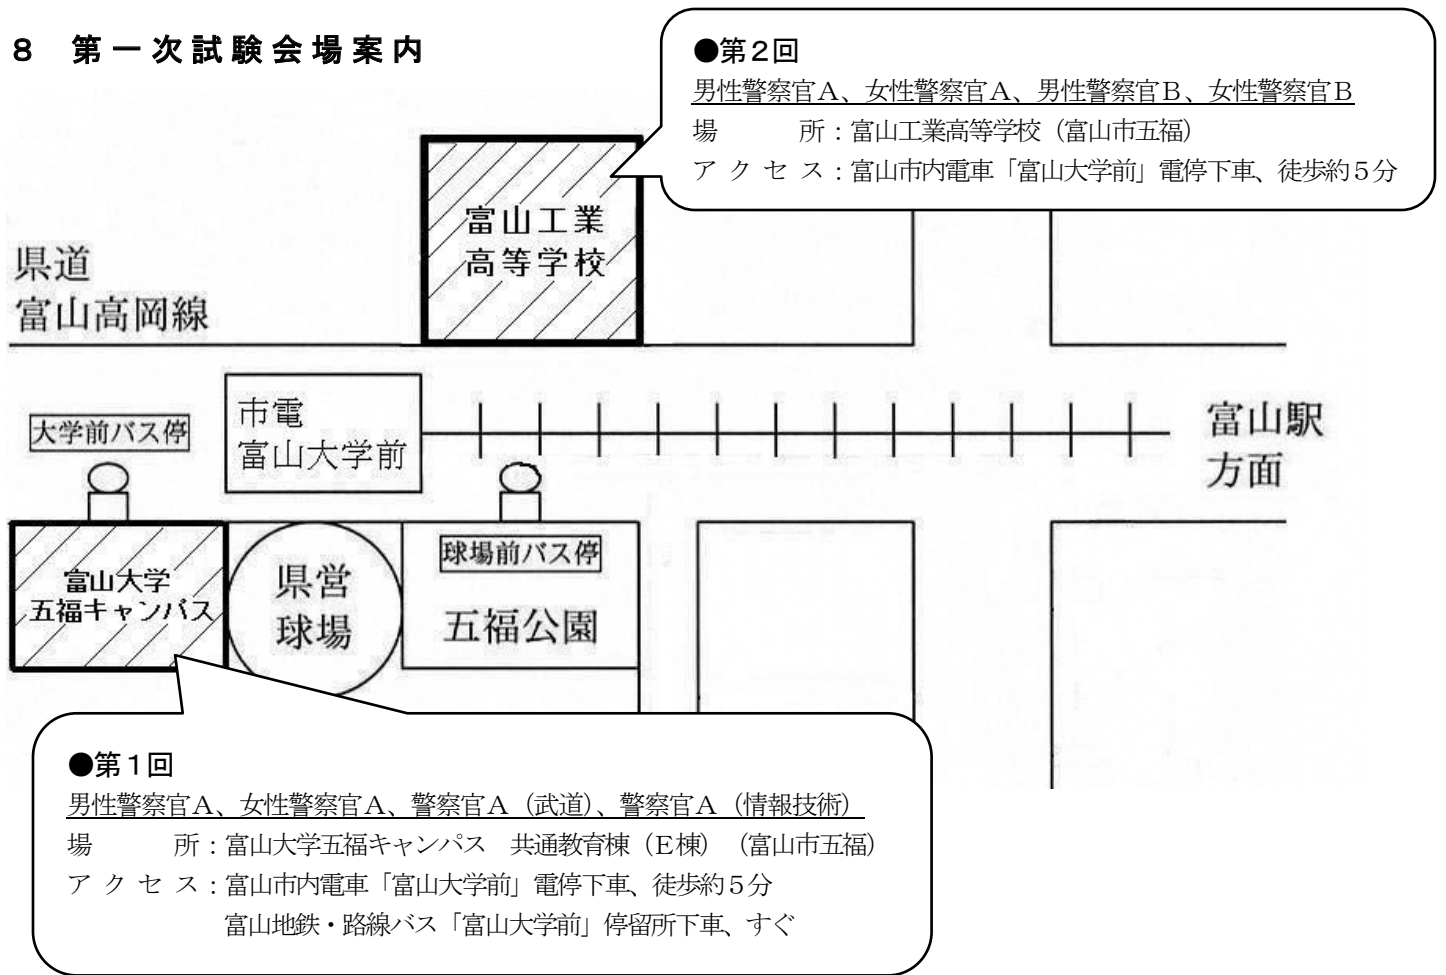 ８　第一次試験会場案内
●第２回
男性警察官Ａ、女性警察官Ａ、男性警察官Ｂ、女性警察官Ｂ
場　　　所：富山工業高等学校（富山市五福）
アクセス：富山市内電車「富山大学前」電停下車、徒歩約５分
富山工業
高等学校
県道
富山高岡線
大学前バス停
市電
富山大学前
富山駅
方面
富山大学
五福キャンパス
県営
球場
球場前バス停
五福公園
●第１回
男性警察官Ａ、女性警察官Ａ、警察官Ａ（武道）、警察官Ａ（情報技術）
場　　　所：富山大学五福キャンパス　共通教育棟（Ｅ棟）（富山市五福）
アクセス：富山市内電車「富山大学前」電停下車、徒歩約５分
富山地鉄・路線バス「富山大学前」停留所下車、すぐ